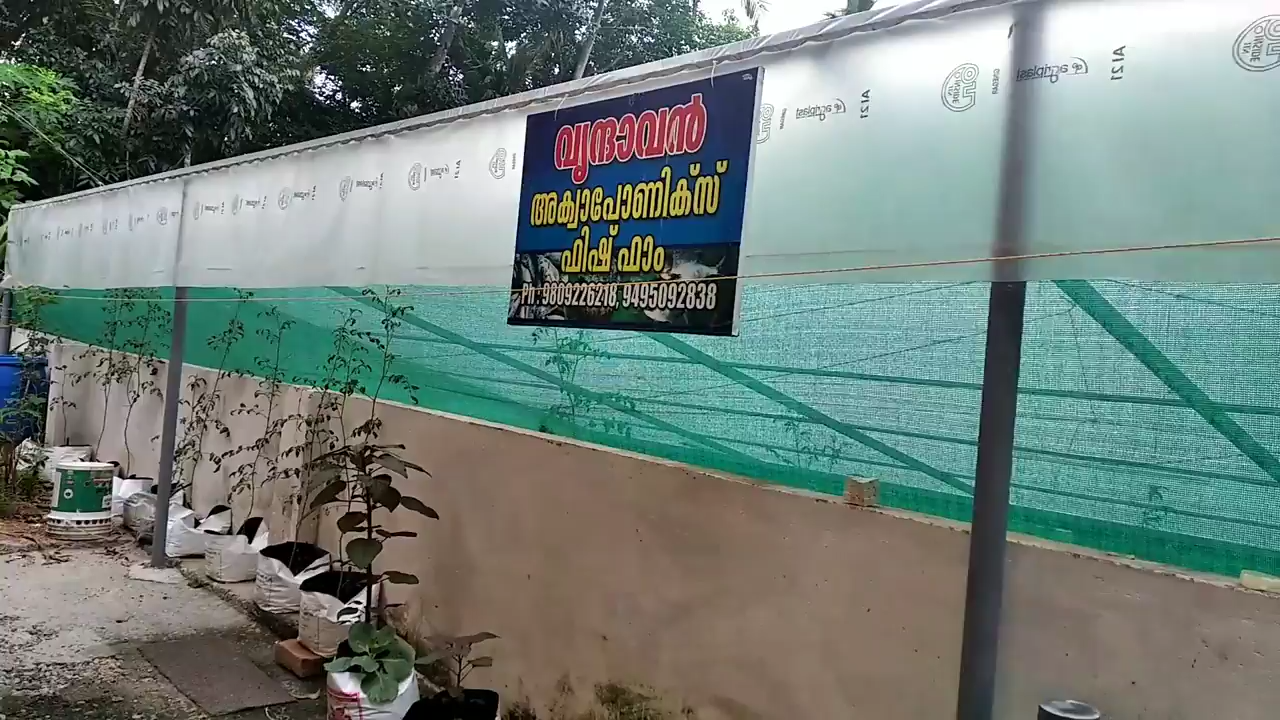 വൃന്ദാവൻ
അക്വാപോണിക്സ്
ഫിഷ് ഫാം
Ph : 9809226218, 9495092838